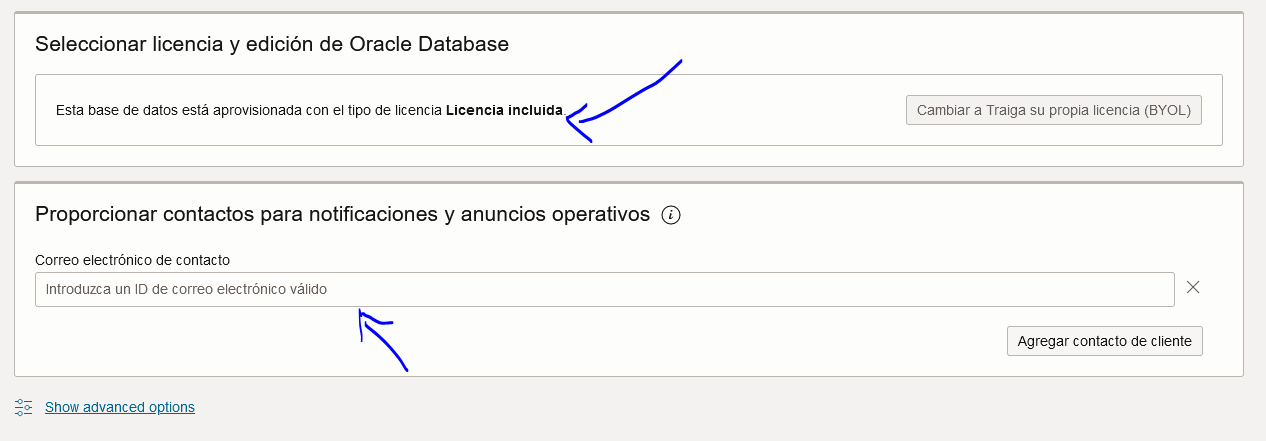 Seleccionar licencia y edición de Oracle Database
Esta base de datos está aprovisionada con el tipo de licencia Licencia incluida.
Cambiar a Traiga su propia licencia (BYOL)
Proporcionar contactos para notificaciones y anuncios operativos
Correo electrónico de contacto
Introduzca un ID de correo electrónico válido
Agregar contacto de cliente
Show advanced options